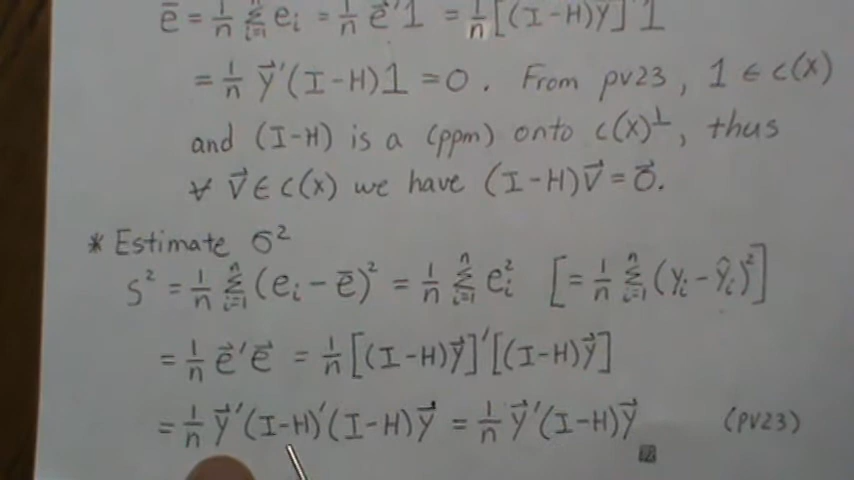 ē = 1/n Σ_{i=1}^{n} e_i = 1/n e⃗'1 = 1/n [(I-H)Y⃗]'1
= 1/n Y⃗'(I-H)1 = 0 . From pv23, 1 ∈ c(X)
and (I-H) is a (ppm) onto c(X)^⊥, thus
∀ V⃗ ∈ c(X) we have (I-H)V⃗ = 0⃗.
* Estimate σ²
S² = 1/n Σ_{i=1}^{n} (e_i - ē)² = 1/n Σ_{i=1}^{n} e_i² [= 1/n Σ_{i=1}^{n} (Y_i - Ŷ_i)²]
= 1/n e⃗'e⃗ = 1/n [(I-H)Y⃗]'[(I-H)Y⃗]
= 1/n Y⃗'(I-H)'(I-H)Y⃗ = 1/n Y⃗'(I-H)Y⃗ (PV23)